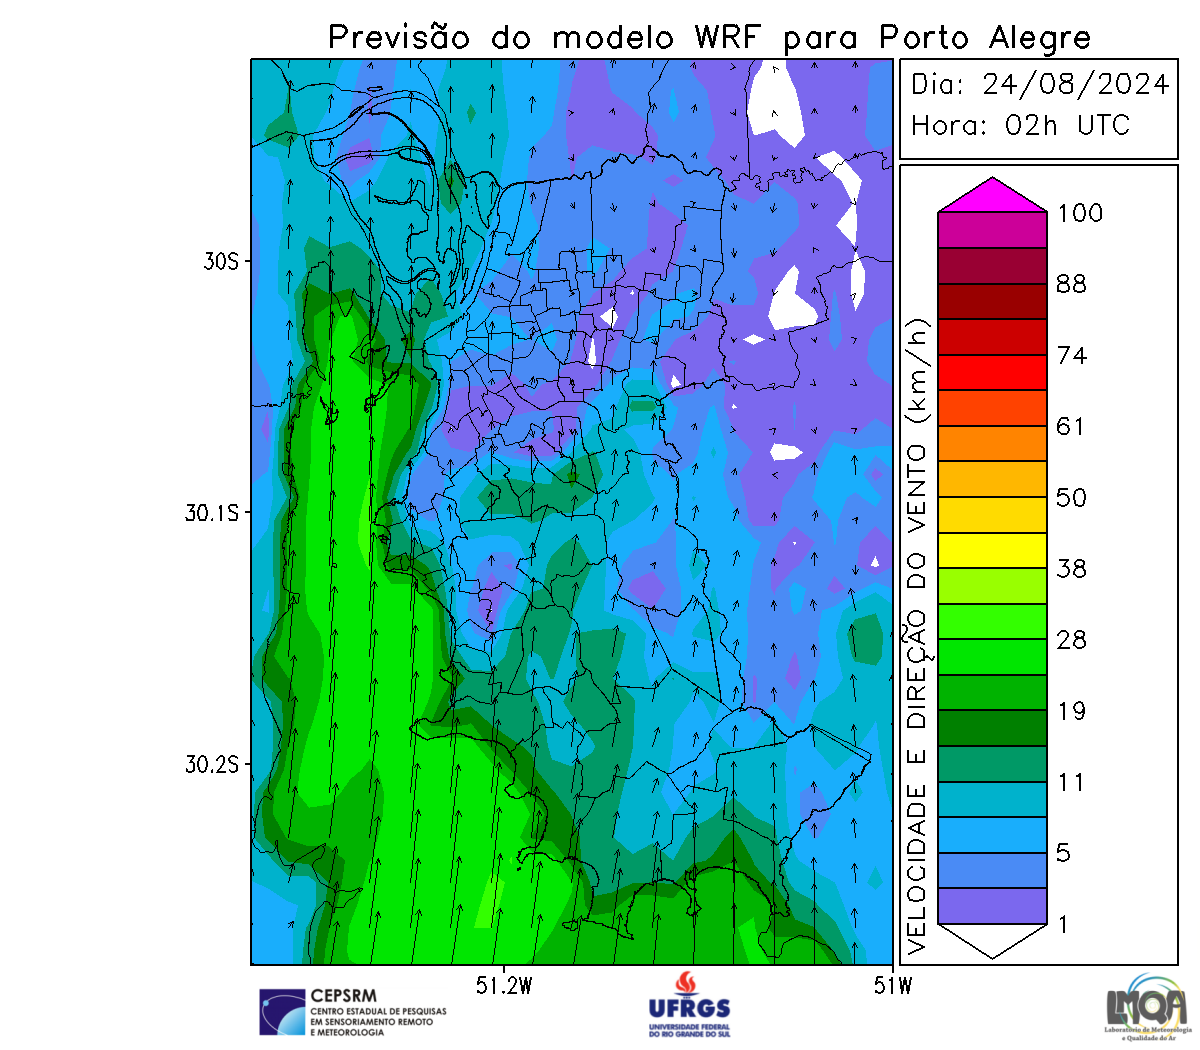 Previsão do modelo WRF para Porto Alegre
Dia: 24/08/2024
Hora: 02h UTC
30S
30.1S
30.2S
51.2W
51W
VELOCIDADE E DIREÇÃO DO VENTO (km/h)
100
88
74
61
50
38
28
19
11
5
1
CEPSRM
CENTRO ESTADUAL DE PESQUISAS
EM SENSORIAMENTO REMOTO
E METEOROLOGIA
UFRGS
UNIVERSIDADE FEDERAL
DO RIO GRANDE DO SUL
LMQA
Laboratório de Meteorologia
e Qualidade do Ar